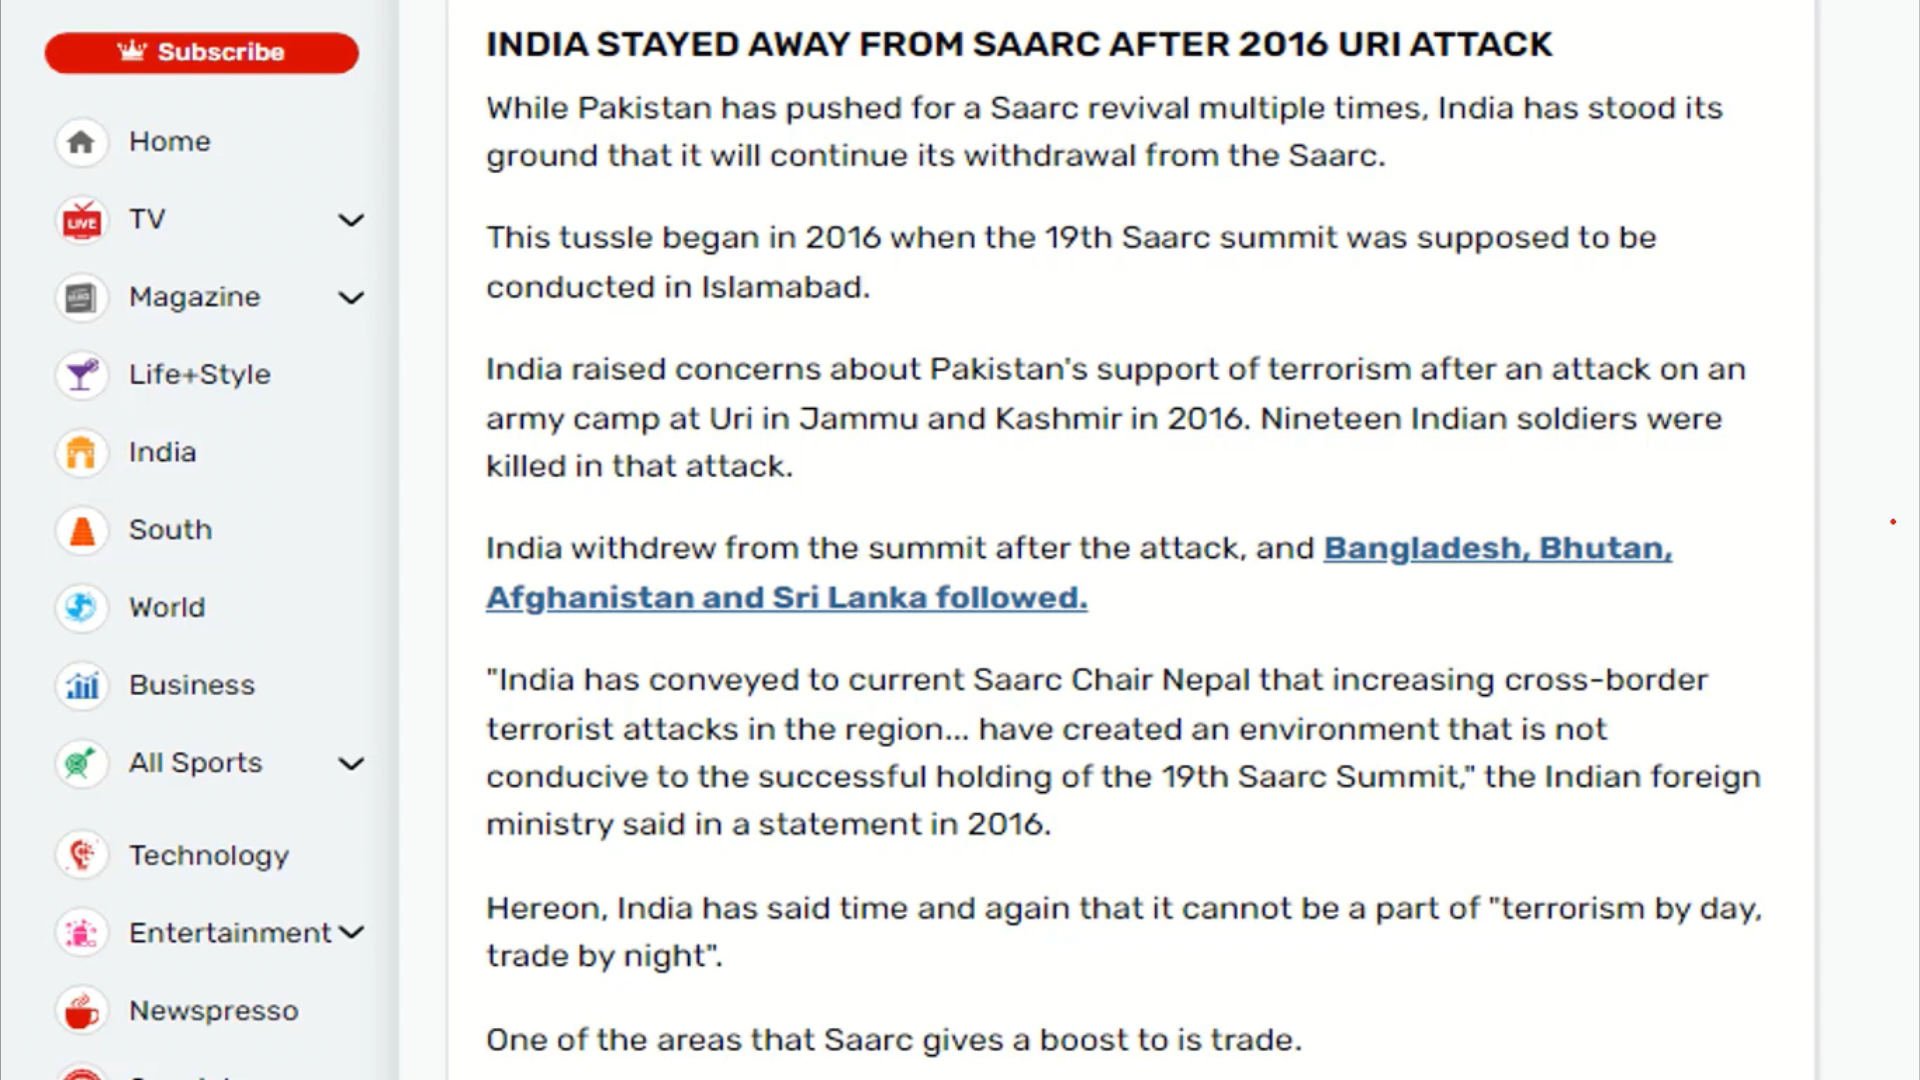 Subscribe
Home
TV
LIVE
Magazine
Life+Style
India
South
World
Business
All Sports
Technology
Entertainment
Newspresso
INDIA STAYED AWAY FROM SAARC AFTER 2016 URI ATTACK
While Pakistan has pushed for a Saarc revival multiple times, India has stood its
ground that it will continue its withdrawal from the Saarc.
This tussle began in 2016 when the 19th Saarc summit was supposed to be
conducted in Islamabad.
India raised concerns about Pakistan's support of terrorism after an attack on an
army camp at Uri in Jammu and Kashmir in 2016. Nineteen Indian soldiers were
killed in that attack.
India withdrew from the summit after the attack, and Bangladesh, Bhutan,
Afghanistan and Sri Lanka followed.
"India has conveyed to current Saarc Chair Nepal that increasing cross-border
terrorist attacks in the region... have created an environment that is not
conducive to the successful holding of the 19th Saarc Summit," the Indian foreign
ministry said in a statement in 2016.
Hereon, India has said time and again that it cannot be a part of "terrorism by day,
trade by night".
One of the areas that Saarc gives a boost to is trade.